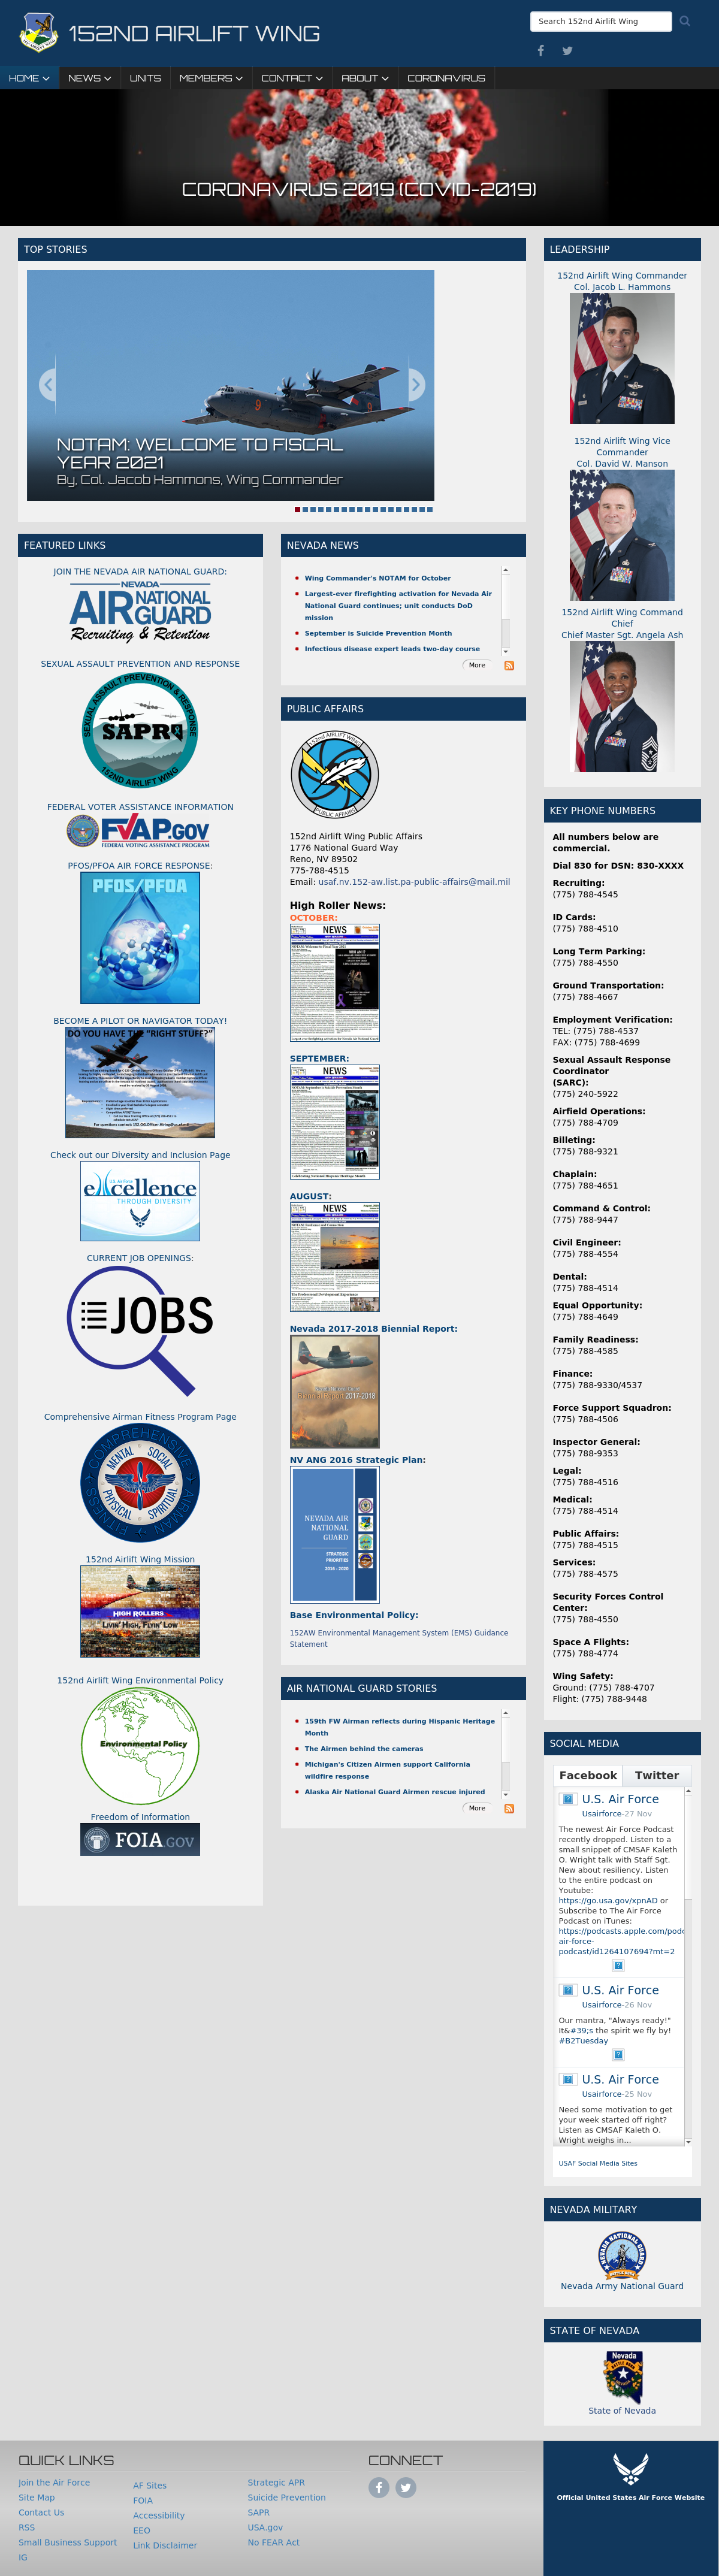 152ND AIRLIFT WING
Search 152nd Airlift Wing
HOME
NEWS
UNITS
MEMBERS
CONTACT
ABOUT
CORONAVIRUS
CORONAVIRUS 2019 (COVID-2019)
TOP STORIES
NOTAM: WELCOME TO FISCAL
YEAR 2021
By, Col. Jacob Hammons, Wing Commander
FEATURED LINKS
JOIN THE NEVADA AIR NATIONAL GUARD:
NEVADA
AIR NATIONAL GUARD
Recruiting & Retention
SEXUAL ASSAULT PREVENTION AND RESPONSE
SEXUAL ASSAULT PREVENTION & RESPONSE
SAPR
152ND AIRLIFT WING
FEDERAL VOTER ASSISTANCE INFORMATION
FVAP.GOV
FEDERAL VOTING ASSISTANCE PROGRAM
PFOS/PFOA AIR FORCE RESPONSE:
PFOS/PFOA
BECOME A PILOT OR NAVIGATOR TODAY!
DO YOU HAVE THE "RIGHT STUFF?"
Check out our Diversity and Inclusion Page
U.S. AIR FORCE
eXcellence
THROUGH DIVERSITY
CURRENT JOB OPENINGS:
JOBS
Comprehensive Airman Fitness Program Page
COMPREHENSIVE
AIRMAN FITNESS
MENTAL
PHYSICAL
SOCIAL
SPIRITUAL
152nd Airlift Wing Mission
HIGH ROLLERS
LIVIN' HIGH, FLYIN' LOW
152nd Airlift Wing Environmental Policy
Environmental Policy
Freedom of Information
FOIA.GOV
NEVADA NEWS
Wing Commander's NOTAM for October
Largest-ever firefighting activation for Nevada Air
National Guard continues; unit conducts DoD
mission
September is Suicide Prevention Month
Infectious disease expert leads two-day course
More
PUBLIC AFFAIRS
152nd AIRLIFT WING
PUBLIC AFFAIRS
152nd Airlift Wing Public Affairs
1776 National Guard Way
Reno, NV 89502
775-788-4515
Email: usaf.nv.152-aw.list.pa-public-affairs@mail.mil
High Roller News:
OCTOBER:
NEWS
SEPTEMBER:
NEWS
AUGUST:
NEWS
Nevada 2017-2018 Biennial Report:
Biennial Report 2017-2018
NV ANG 2016 Strategic Plan:
NEVADA AIR
NATIONAL
GUARD
STRATEGIC
PRIORITIES
2016 - 2020
Base Environmental Policy:
152AW Environmental Management System (EMS) Guidance
Statement
AIR NATIONAL GUARD STORIES
159th FW Airman reflects during Hispanic Heritage
Month
The Airmen behind the cameras
Michigan's Citizen Airmen support California
wildfire response
Alaska Air National Guard Airmen rescue injured
More
LEADERSHIP
152nd Airlift Wing Commander
Col. Jacob L. Hammons
152nd Airlift Wing Vice
Commander
Col. David W. Manson
152nd Airlift Wing Command
Chief
Chief Master Sgt. Angela Ash
KEY PHONE NUMBERS
All numbers below are
commercial.
Dial 830 for DSN: 830-XXXX
Recruiting:
(775) 788-4545
ID Cards:
(775) 788-4510
Long Term Parking:
(775) 788-4550
Ground Transportation:
(775) 788-4667
Employment Verification:
TEL: (775) 788-4537
FAX: (775) 788-4699
Sexual Assault Response
Coordinator
(SARC):
(775) 240-5922
Airfield Operations:
(775) 788-4709
Billeting:
(775) 788-9321
Chaplain:
(775) 788-4651
Command & Control:
(775) 788-9447
Civil Engineer:
(775) 788-4554
Dental:
(775) 788-4514
Equal Opportunity:
(775) 788-4649
Family Readiness:
(775) 788-4585
Finance:
(775) 788-9330/4537
Force Support Squadron:
(775) 788-4506
Inspector General:
(775) 788-9353
Legal:
(775) 788-4516
Medical:
(775) 788-4514
Public Affairs:
(775) 788-4515
Services:
(775) 788-4575
Security Forces Control
Center:
(775) 788-4550
Space A Flights:
(775) 788-4774
Wing Safety:
Ground: (775) 788-4707
Flight: (775) 788-9448
SOCIAL MEDIA
Facebook
Twitter
U.S. Air Force
Usairforce-27 Nov
The newest Air Force Podcast
recently dropped. Listen to a
small snippet of CMSAF Kaleth
O. Wright talk with Staff Sgt.
New about resiliency. Listen
to the entire podcast on
Youtube:
https://go.usa.gov/xpnAD or
Subscribe to The Air Force
Podcast on iTunes:
https://podcasts.apple.com/podc
air-force-
podcast/id1264107694?mt=2
U.S. Air Force
Usairforce-26 Nov
Our mantra, "Always ready!"
It&#39;s the spirit we fly by!
#B2Tuesday
U.S. Air Force
Usairforce-25 Nov
Need some motivation to get
your week started off right?
Listen as CMSAF Kaleth O.
Wright weighs in...
USAF Social Media Sites
NEVADA MILITARY
Nevada Army National Guard
STATE OF NEVADA
Nevada
State of Nevada
QUICK LINKS
Join the Air Force
Site Map
Contact Us
RSS
Small Business Support
IG
AF Sites
FOIA
Accessibility
EEO
Link Disclaimer
Strategic APR
Suicide Prevention
SAPR
USA.gov
No FEAR Act
CONNECT
Official United States Air Force Website